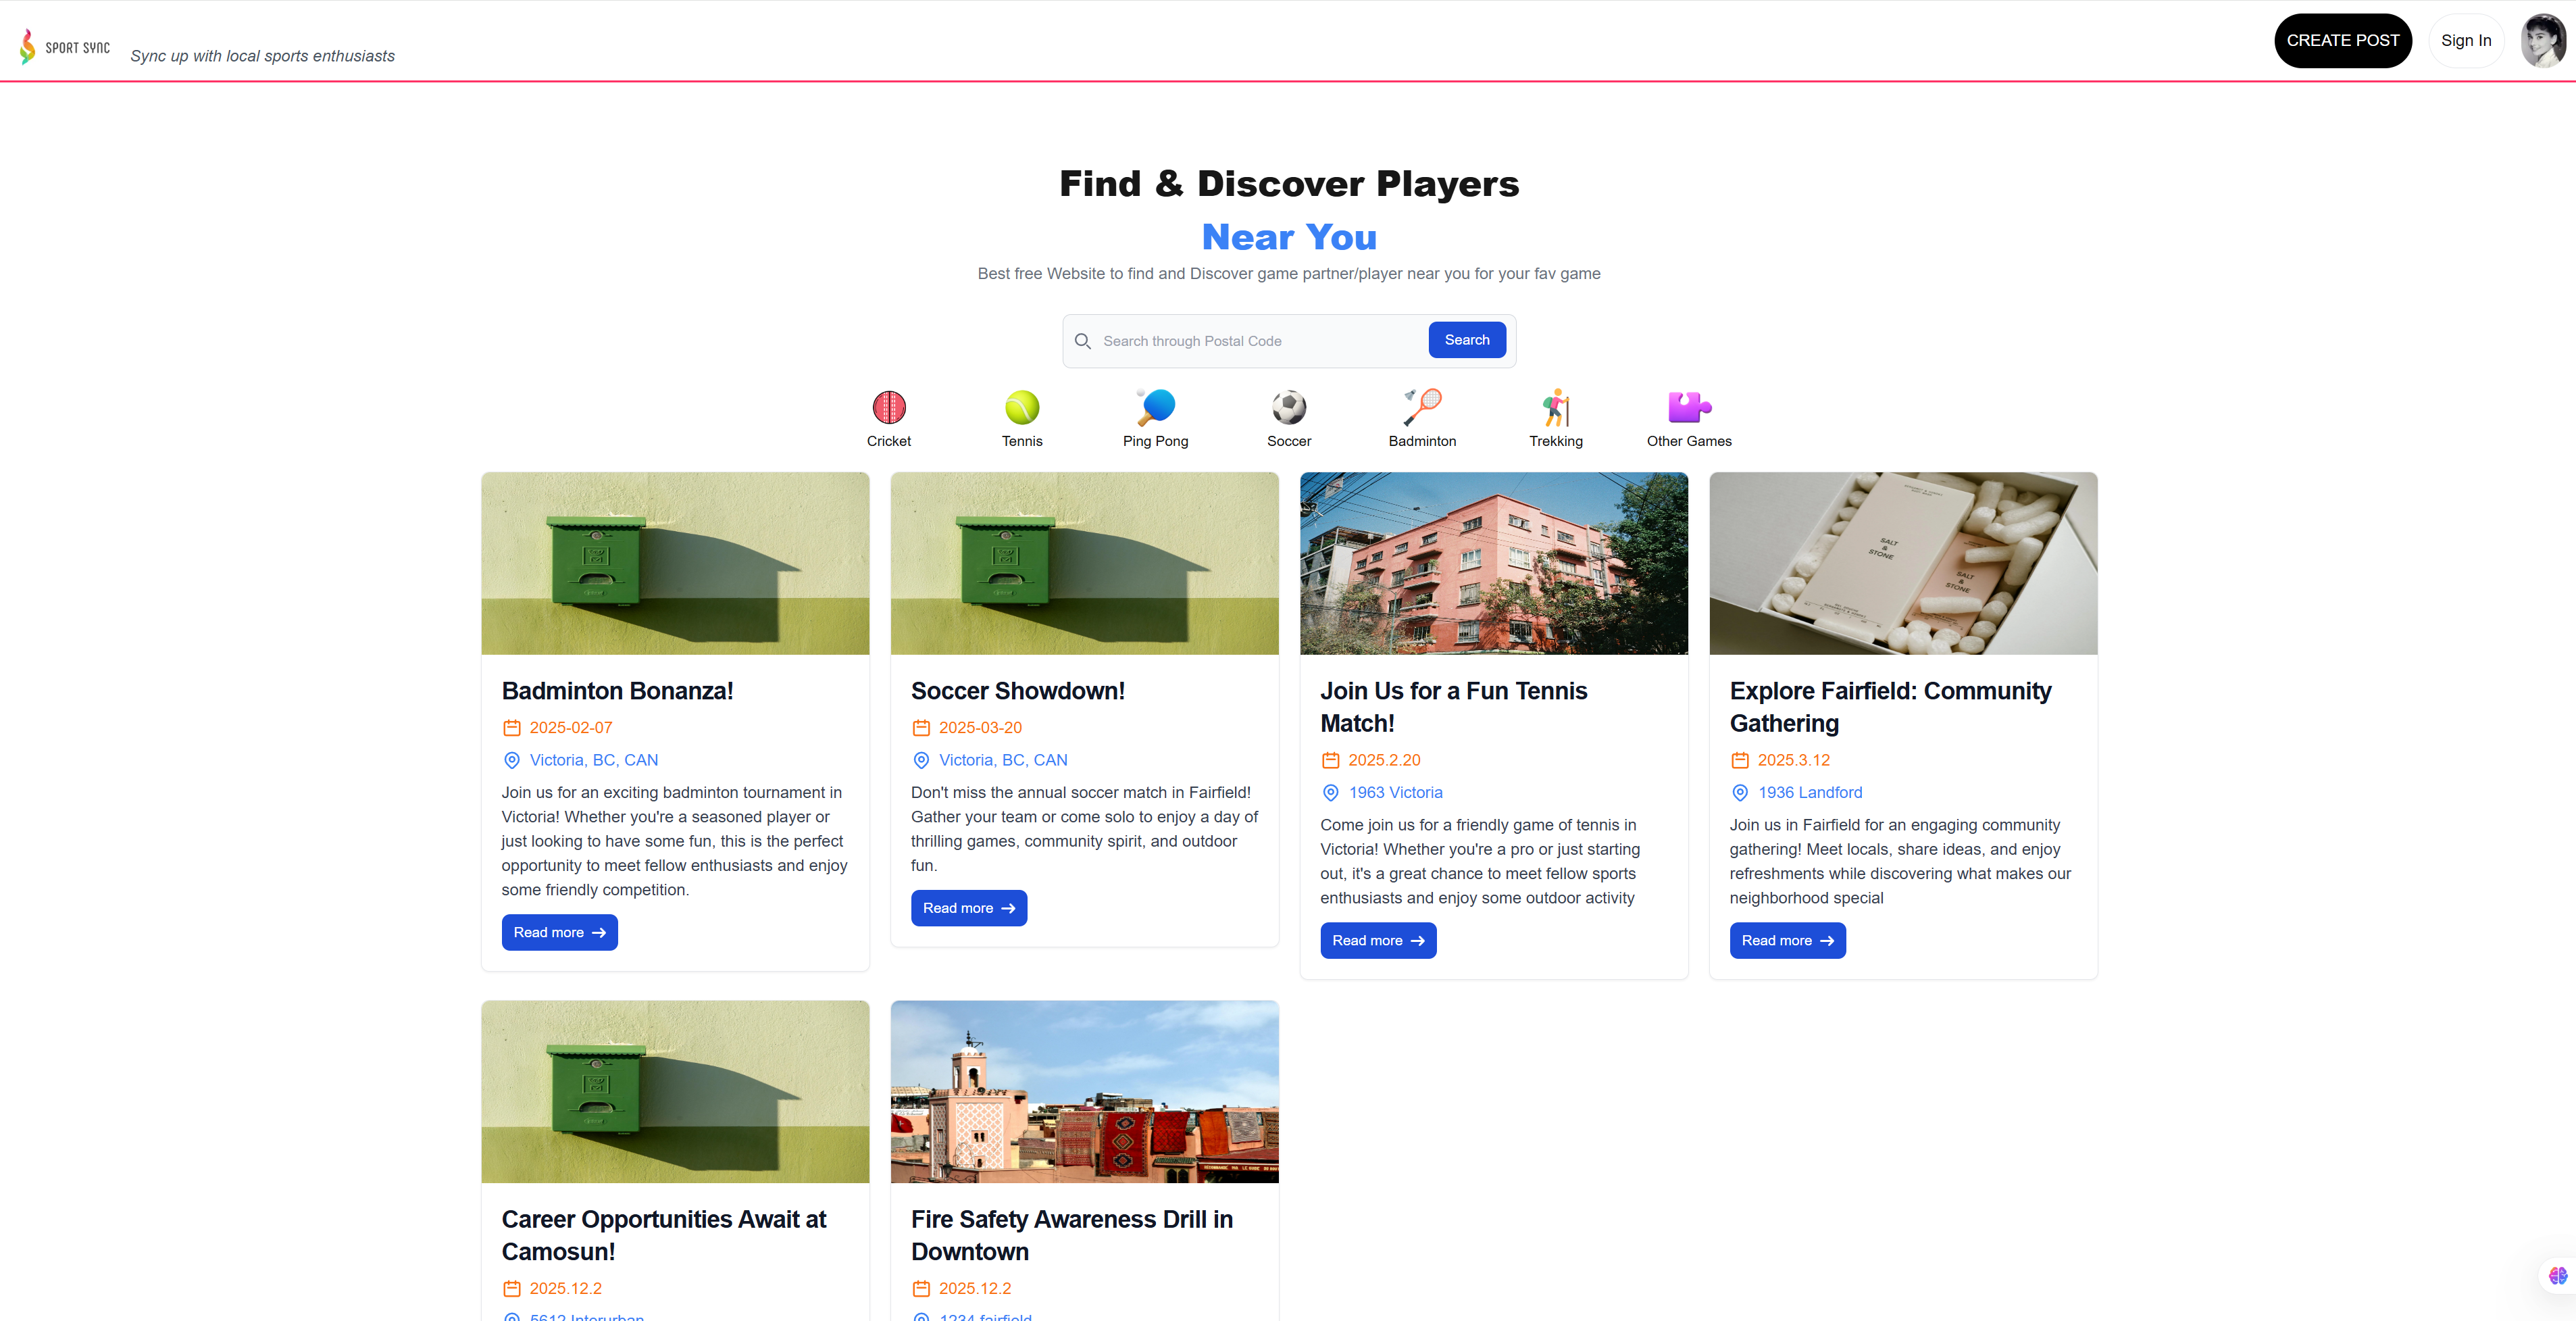 SPORT SYNC
Sync up with local sports enthusiasts
CREATE POST
Sign In
Find & Discover Players
Near You
Best free Website to find and Discover game partner/player near you for your fav game
Search through Postal Code
Search
Cricket
Tennis
Ping Pong
Soccer
Badminton
Trekking
Other Games
Badminton Bonanza!
2025-02-07
Victoria, BC, CAN
Join us for an exciting badminton tournament in
Victoria! Whether you're a seasoned player or
just looking to have some fun, this is the perfect
opportunity to meet fellow enthusiasts and enjoy
some friendly competition.
Read more
Soccer Showdown!
2025-03-20
Victoria, BC, CAN
Don't miss the annual soccer match in Fairfield!
Gather your team or come solo to enjoy a day of
thrilling games, community spirit, and outdoor
fun.
Read more
Join Us for a Fun Tennis
Match!
2025.2.20
1963 Victoria
Come join us for a friendly game of tennis in
Victoria! Whether you're a pro or just starting
out, it's a great chance to meet fellow sports
enthusiasts and enjoy some outdoor activity
Read more
SALT
&
STONE
SALT
&
STONE
Explore Fairfield: Community
Gathering
2025.3.12
1936 Landford
Join us in Fairfield for an engaging community
gathering! Meet locals, share ideas, and enjoy
refreshments while discovering what makes our
neighborhood special
Read more
Career Opportunities Await at
Camosun!
2025.12.2
5612 Interurban
Fire Safety Awareness Drill in
Downtown
2025.12.2
1234 fairfield